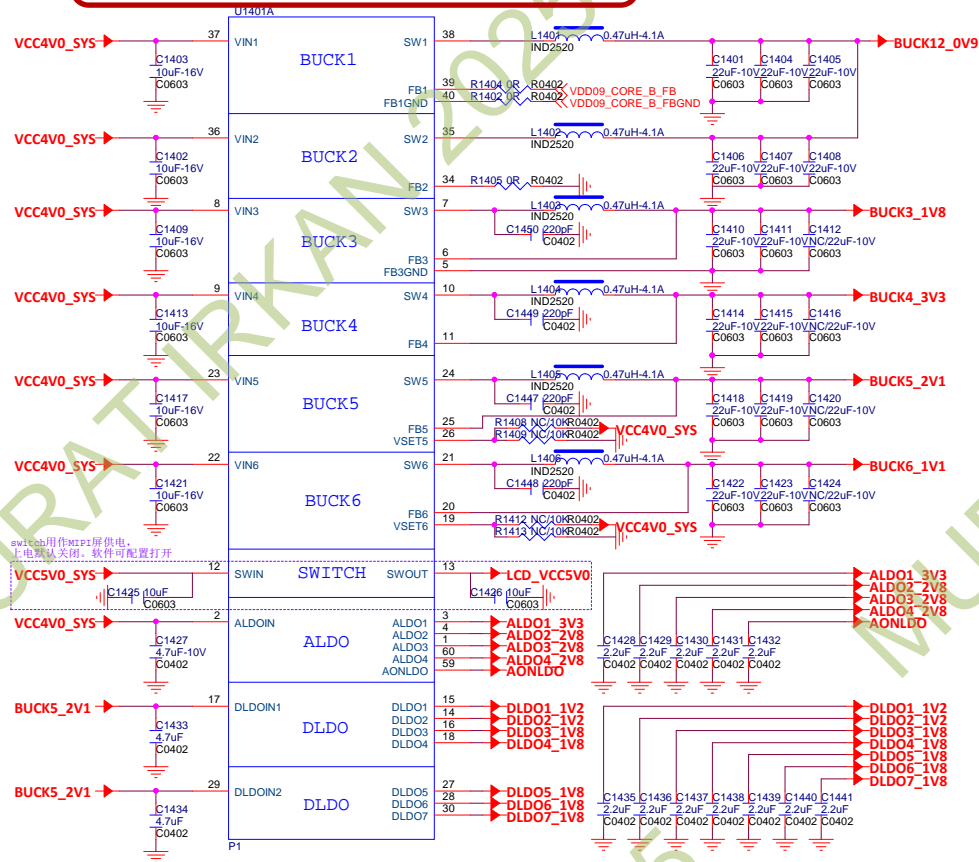 U1401A
VCC4V0_SYS 37 VIN1 BUCK1 SW1 38 L1401 0.47uH-4.1A IND2520 BUCK12_0V9
C1403 10uF-16V C0603
C1401 C1404 C1405
22uF-10V 22uF-10V 22uF-10V
C0603 C0603 C0603
FB1 39 R1404 0R R0402 VDD09_CORE_B_FB
FB1GND 40 R1402 0R R0402 VDD09_CORE_B_FBGND
VCC4V0_SYS 36 VIN2 BUCK2 SW2 35 L1402 0.47uH-4.1A IND2520
C1402 10uF-16V C0603
C1406 C1407 C1408
22uF-10V 22uF-10V 22uF-10V
C0603 C0603 C0603
FB2 34 R1405 0R R0402
VCC4V0_SYS 8 VIN3 BUCK3 SW3 7 L1403 0.47uH-4.1A IND2520 BUCK3_1V8
C1409 10uF-16V C0603
C1450 220pF C0402
C1410 C1411 C1412
22uF-10V 22uF-10V NC/22uF-10V
C0603 C0603 C0603
FB3 6
FB3GND 5
VCC4V0_SYS 9 VIN4 BUCK4 SW4 10 L1404 0.47uH-4.1A IND2520 BUCK4_3V3
C1413 10uF-16V C0603
C1449 220pF C0402
C1414 C1415 C1416
22uF-10V 22uF-10V NC/22uF-10V
C0603 C0603 C0603
FB4 11
VCC4V0_SYS 23 VIN5 BUCK5 SW5 24 L1405 0.47uH-4.1A IND2520 BUCK5_2V1
C1417 10uF-16V C0603
C1447 220pF C0402
C1418 C1419 C1420
22uF-10V 22uF-10V NC/22uF-10V
C0603 C0603 C0603
FB5 25 R1408 NC/10K R0402 VCC4V0_SYS
VSET5 26 R1409 NC/10K R0402
VCC4V0_SYS 22 VIN6 BUCK6 SW6 21 L1406 0.47uH-4.1A IND2520 BUCK6_1V1
C1421 10uF-16V C0603
C1448 220pF C0402
C1422 C1423 C1424
22uF-10V 22uF-10V NC/22uF-10V
C0603 C0603 C0603
FB6 20
VSET6 19 R1412 NC/10K R0402 VCC4V0_SYS
R1413 NC/10K R0402
switch用作MIPI屏供电,
上电默认关闭。软件可配置打开
VCC5V0_SYS 12 SWIN SWITCH SWOUT 13 LCD_VCC5V0
C1425 10uF C0603
C1426 10uF C0603
VCC4V0_SYS 2 ALDOIN ALDO
C1427 4.7uF-10V C0402
ALDO1 3 ALDO1_3V3
ALDO2 4 ALDO2_2V8
ALDO3 1 ALDO3_2V8
ALDO4 60 ALDO4_2V8
AONLDO 59 AONLDO
ALDO1_3V3
ALDO2_2V8
ALDO3_2V8
ALDO4_2V8
AONLDO
C1428 C1429 C1430 C1431 C1432
2.2uF 2.2uF 2.2uF 2.2uF 2.2uF
C0402 C0402 C0402 C0402 C0402
BUCK5_2V1 17 DLDOIN1 DLDO
C1433 4.7uF C0402
DLDO1 15 DLDO1_1V2
DLDO2 14 DLDO2_1V2
DLDO3 16 DLDO3_1V8
DLDO4 18 DLDO4_1V8
DLDO1_1V2
DLDO2_1V2
DLDO3_1V8
DLDO4_1V8
DLDO5_1V8
DLDO6_1V8
DLDO7_1V8
BUCK5_2V1 29 DLDOIN2 DLDO
C1434 4.7uF C0402
DLDO5 27 DLDO5_1V8
DLDO6 28 DLDO6_1V8
DLDO7 30 DLDO7_1V8
C1435 C1436 C1437 C1438 C1439 C1440 C1441
2.2uF 2.2uF 2.2uF 2.2uF 2.2uF 2.2uF 2.2uF
C0402 C0402 C0402 C0402 C0402 C0402 C0402
P1